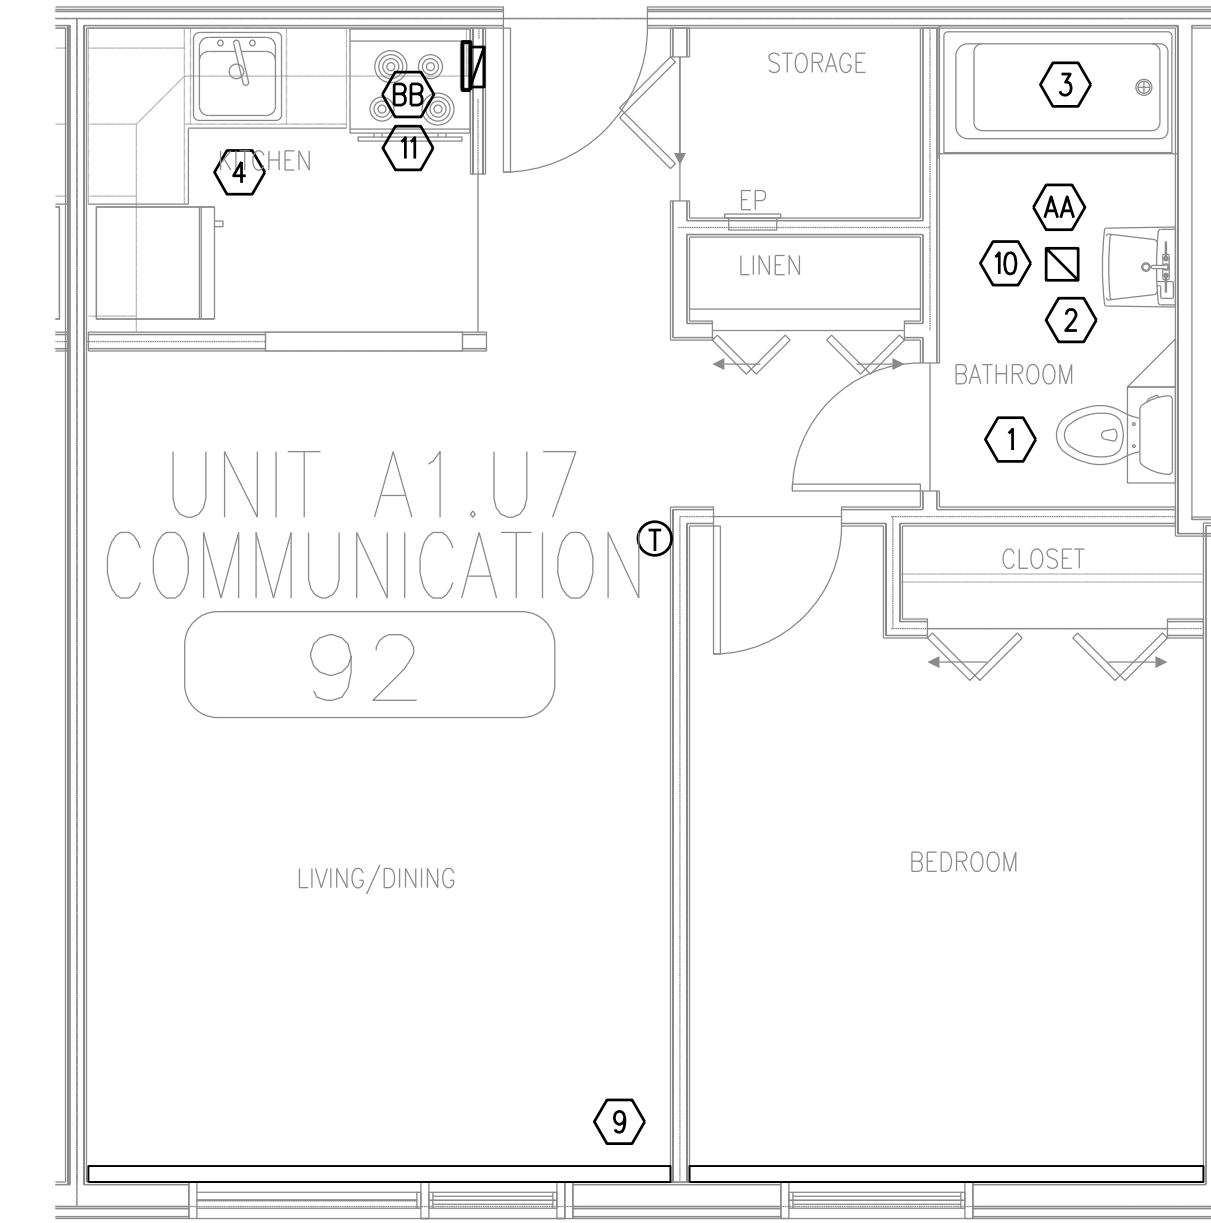 STORAGE
3
BB
11
KITCHEN
4
EP
AA
LINEN
10
2
BATHROOM
1
UNIT A1.U7
COMMUNICATION
T
92
CLOSET
LIVING/DINING
BEDROOM
9